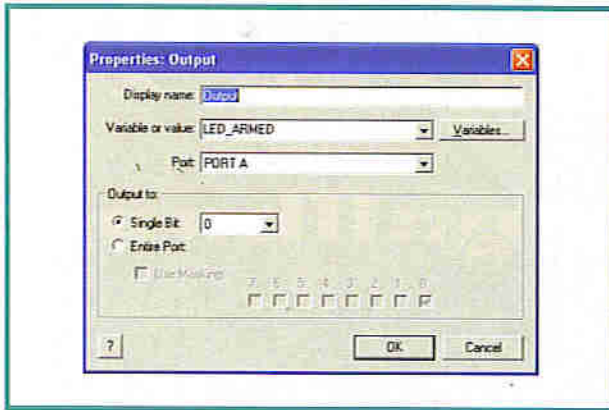 Properties: Output
Display name: Output
Variable or value: LED_ARMED Variables...
Port: PORT A
Output to:
Single Bit: 0
Entire Port:
Use Masking:
7 6 5 4 3 2 1 0
? OK Cancel